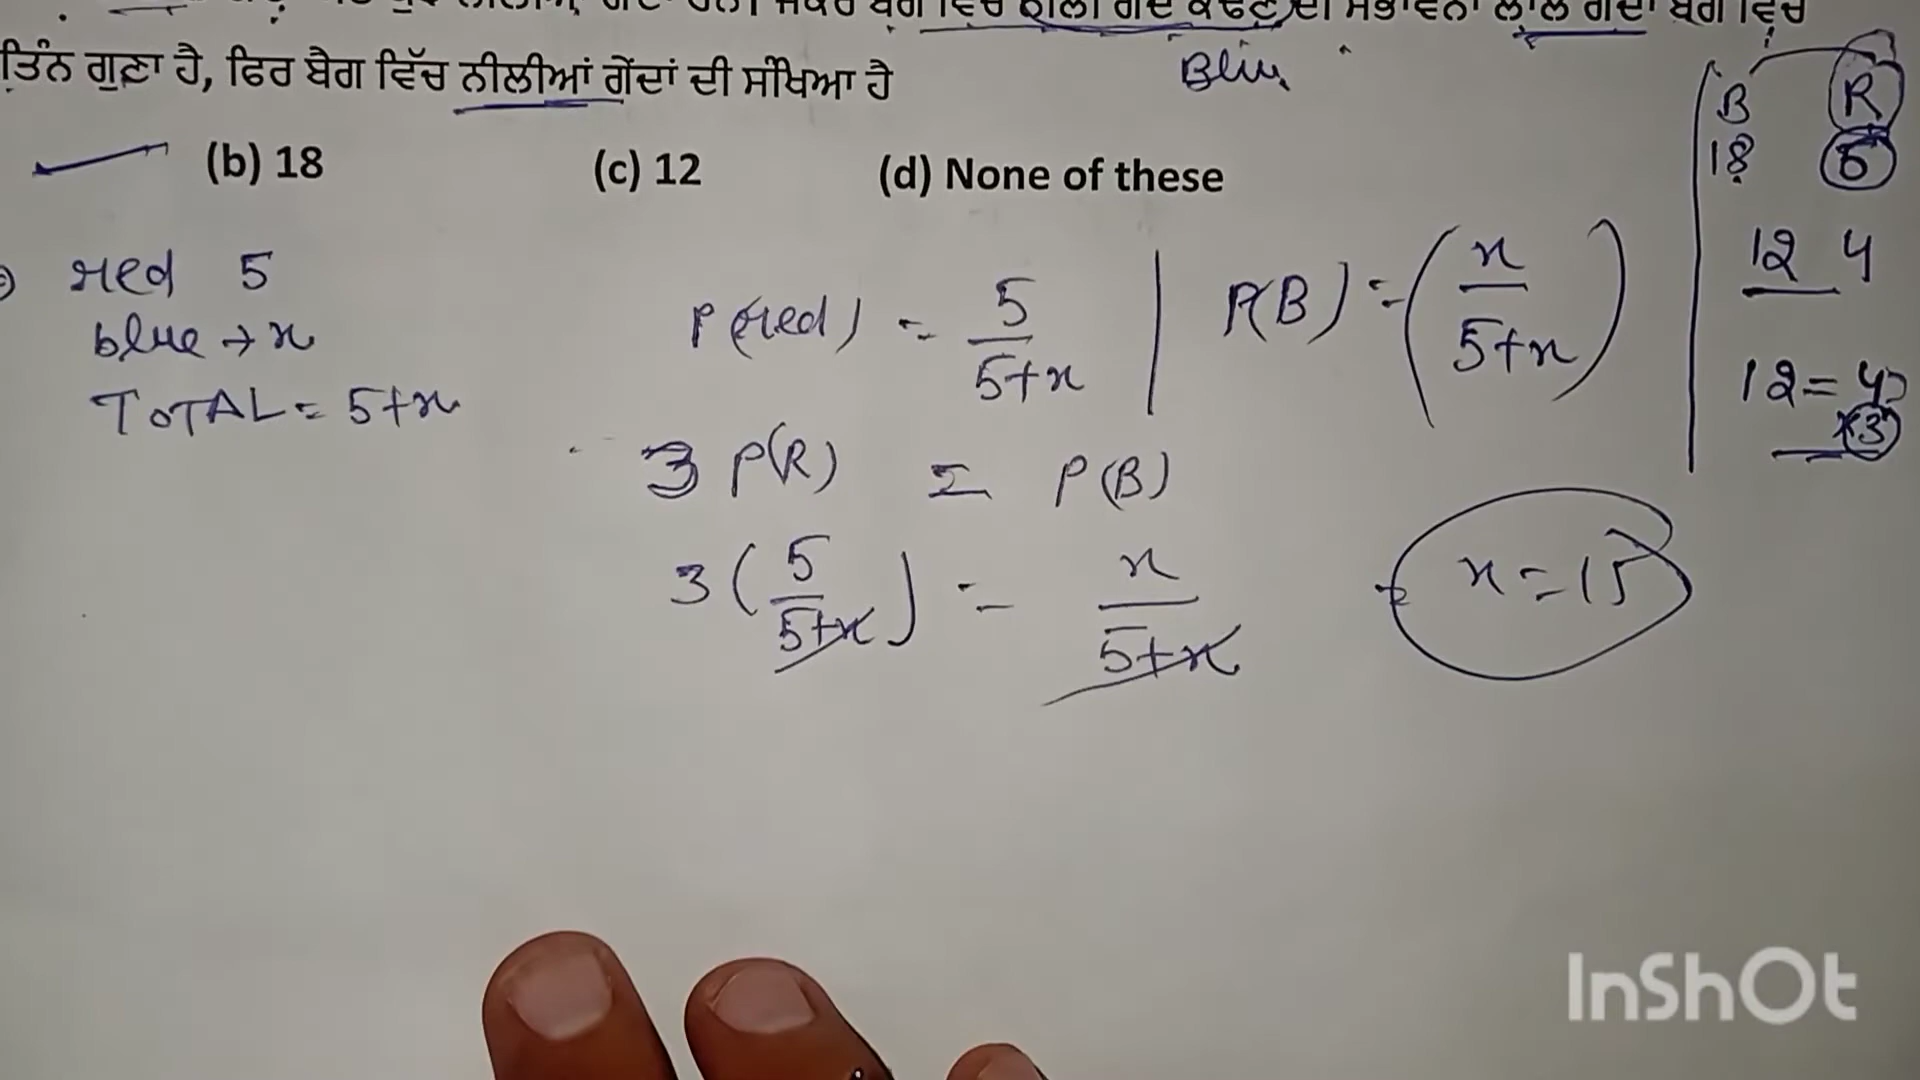 ਤਿੰਨ ਗੁਣਾ ਹੈ, ਫਿਰ ਬੈਗ ਵਿੱਚ ਨੀਲੀਆਂ ਗੇਂਦਾਂ ਦੀ ਸੰਖਿਆ ਹੈ
(b) 18 (c) 12 (d) None of these
red 5
blue → x
TOTAL = 5+x
P(red) = 5/(5+x) | P(B) = (x/(5+x))
3 P(R) = P(B)
3(5/(5+x)) = x/(5+x)
x = 15
B R
18 5
12 4
12 = 4
×3
InShOt